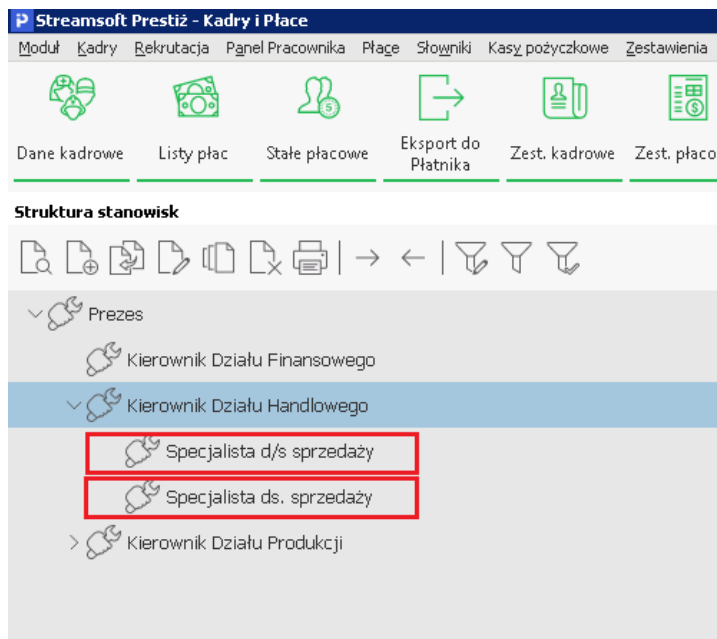 Streamsoft Prestiż - Kadry i Płace
Moduł Kadry Rekrutacja Panel Pracownika Płace Słowniki Kasy pożyczkowe Zestawienia
Dane kadrowe Listy płac Stałe płacowe Eksport do Płatnika Zest. kadrowe Zest. płaco
Struktura stanowisk
Prezes
Kierownik Działu Finansowego
Kierownik Działu Handlowego
Specjalista d/s sprzedaży
Specjalista ds. sprzedaży
Kierownik Działu Produkcji